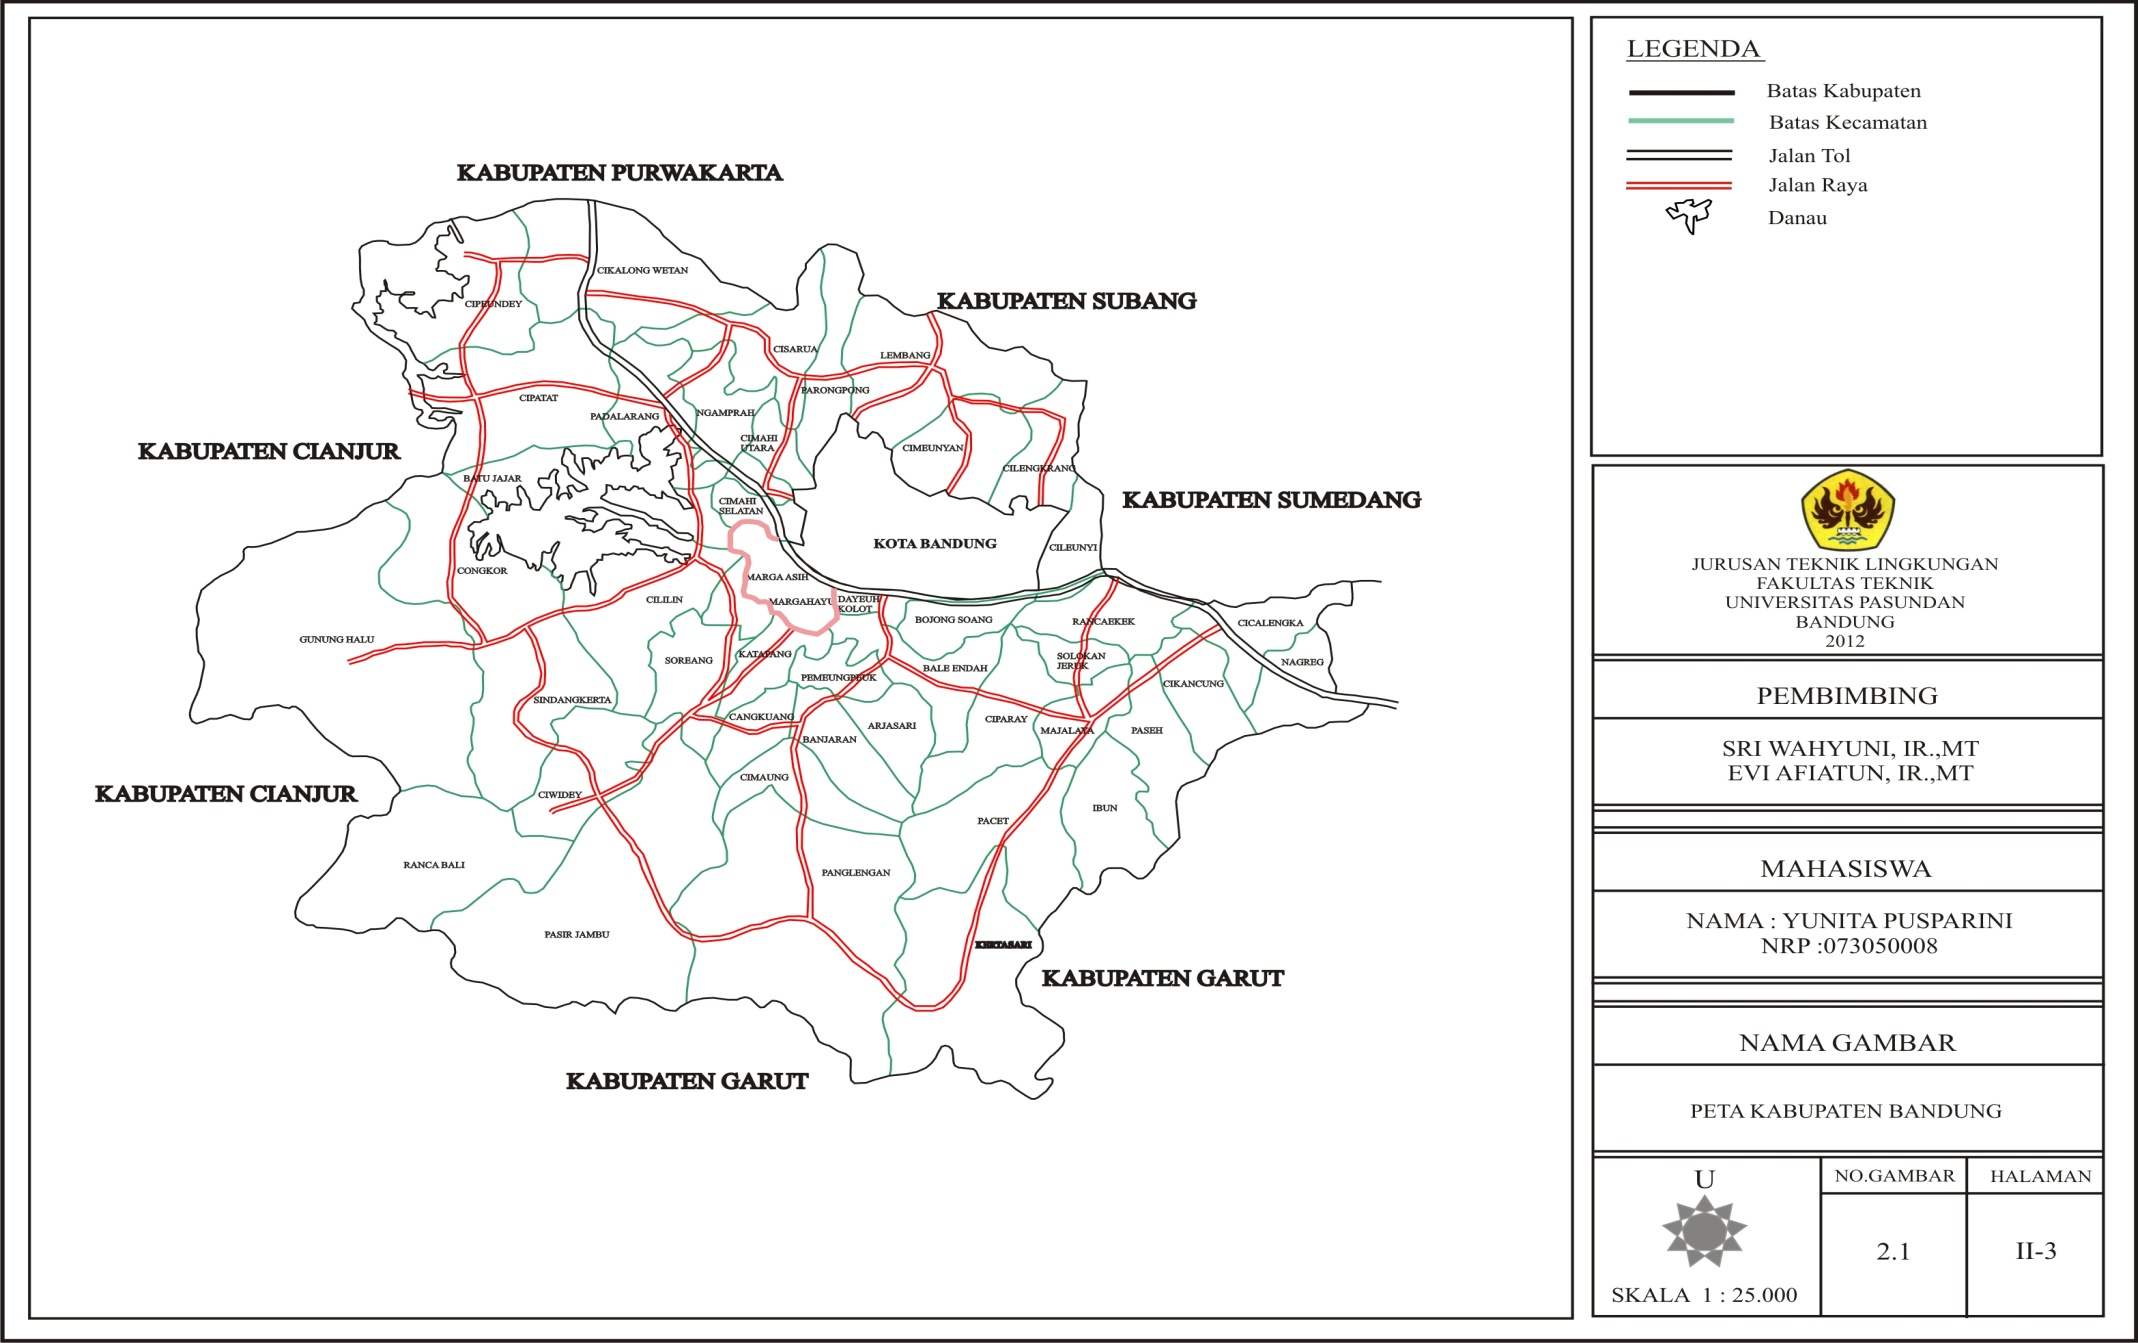 KABUPATEN PURWAKARTA
CIKALONG WETAN
CIPEUNDEY
KABUPATEN SUBANG
CISARUA
LEMBANG
PARONGPONG
CIPATAT
PADALARANG
NGAMPRAH
CIMAHI
UTARA
CIMEUNYAN
CILENGKRANG
KABUPATEN CIANJUR
BATU JAJAR
CIMAHI
SELATAN
KABUPATEN SUMEDANG
KOTA BANDUNG
CILEUNYI
CONGKOR
MARGA ASIH
CILILIN
MARGAHAYU
DAYEUH
KOLOT
BOJONG SOANG
RANCAEKEK
CICALENGKA
GUNUNG HALU
SOREANG
KATAPANG
PEMEUNGPEUK
BALE ENDAH
SOLOKAN
JERUK
NAGREG
CIKANCUNG
SINDANGKERTA
CANGKUANG
BANJARAN
ARJASARI
CIPARAY
MAJALAYA
PASEH
CIMAUNG
KABUPATEN CIANJUR
CIWIDEY
PACET
IBUN
RANCA BALI
PANGLENGAN
PASIR JAMBU
KERTASARI
KABUPATEN GARUT
KABUPATEN GARUT
LEGENDA
Batas Kabupaten
Batas Kecamatan
Jalan Tol
Jalan Raya
Danau
JURUSAN TEKNIK LINGKUNGAN
FAKULTAS TEKNIK
UNIVERSITAS PASUNDAN
BANDUNG
2012
PEMBIMBING
SRI WAHYUNI, IR.,MT
EVI AFIATUN, IR.,MT
MAHASISWA
NAMA : YUNITA PUSPARINI
NRP :073050008
NAMA GAMBAR
PETA KABUPATEN BANDUNG
U
SKALA 1 : 25.000
NO.GAMBAR
2.1
HALAMAN
II-3